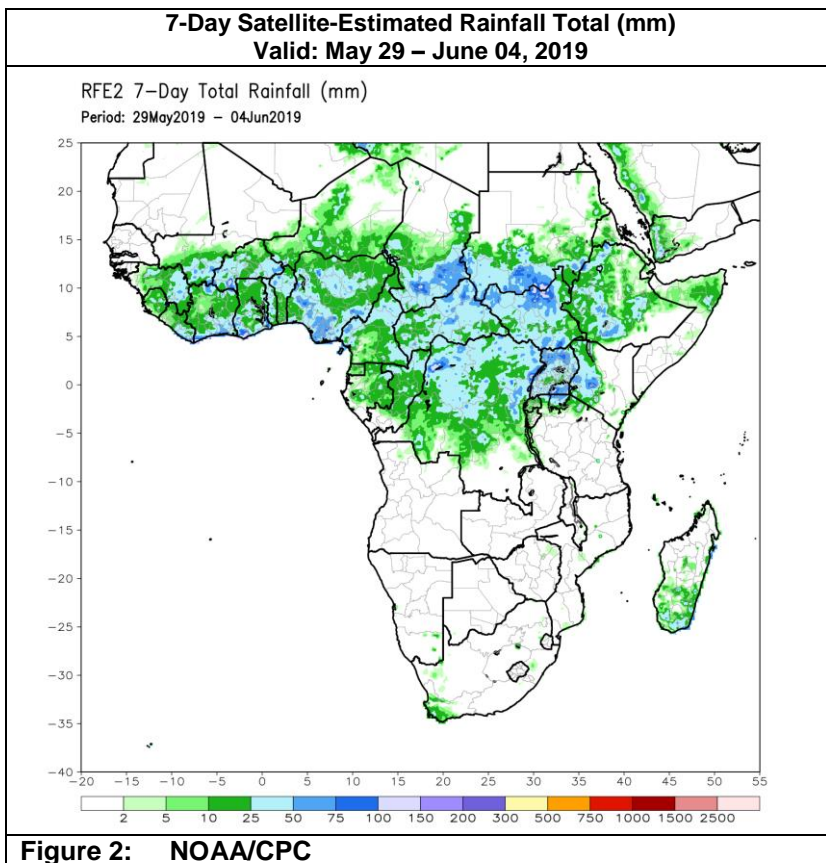 7-Day Satellite-Estimated Rainfall Total (mm)
Valid: May 29 – June 04, 2019
RFE2 7-Day Total Rainfall (mm)
Period: 29May2019 – 04Jun2019
25
20
15
10
5
0
-5
-10
-15
-20
-25
-30
-35
-40
-20 -15 -10 -5 0 5 10 15 20 25 30 35 40 45 50 55
2 5 10 25 50 75 100 150 200 300 500 750 1000 1500 2500
Figure 2: NOAA/CPC